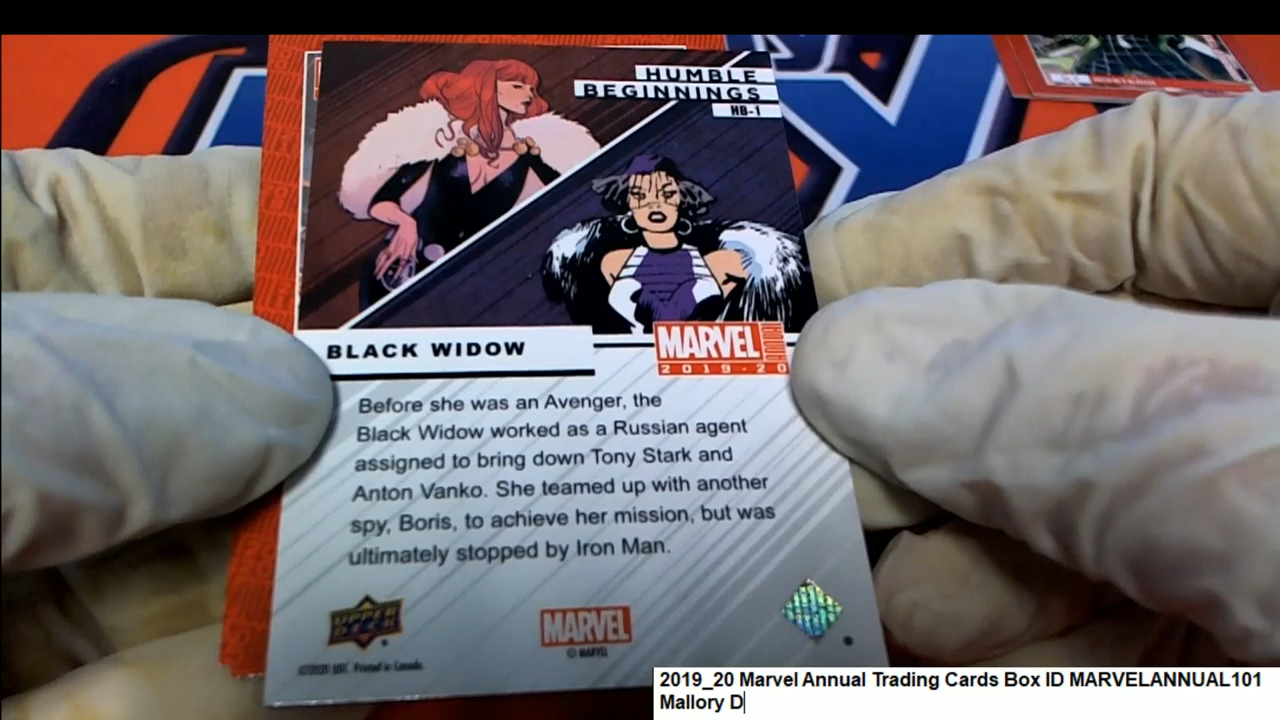 HUMBLE
BEGINNINGS
HB-1
BLACK WIDOW
MARVEL
ANNUAL
2019-20
Before she was an Avenger, the
Black Widow worked as a Russian agent
assigned to bring down Tony Stark and
Anton Vanko. She teamed up with another
spy, Boris, to achieve her mission, but was
ultimately stopped by Iron Man.
UPPER
DECK
MARVEL
© MARVEL
©2020 UDC. Printed in Canada
2019_20 Marvel Annual Trading Cards Box ID MARVELANNUAL101
Mallory D